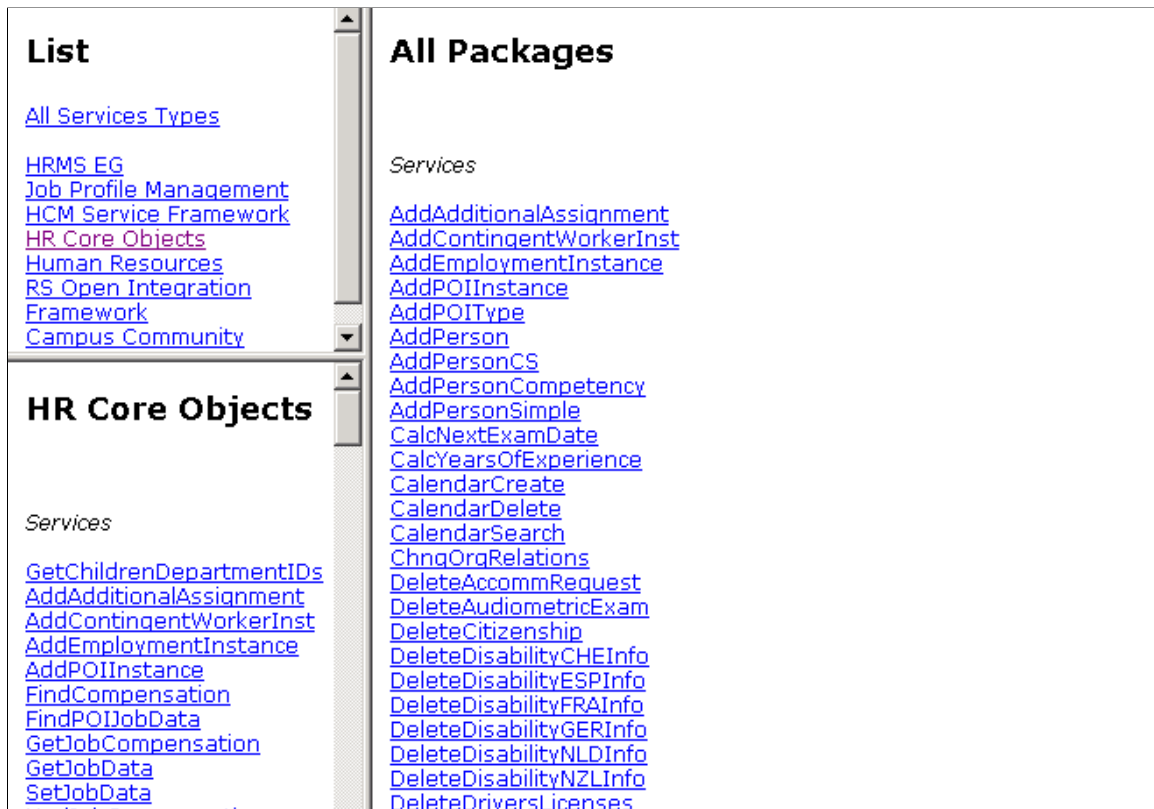 List
All Services Types
HRMS EG
Job Profile Management
HCM Service Framework
HR Core Objects
Human Resources
RS Open Integration
Framework
Campus Community
HR Core Objects
Services
GetChildrenDepartmentIDs
AddAdditionalAssignment
AddContingentWorkerInst
AddEmploymentInstance
AddPOIInstance
FindCompensation
FindPOIJobData
GetJobCompensation
GetJobData
SetJobData
All Packages
Services
AddAdditionalAssignment
AddContingentWorkerInst
AddEmploymentInstance
AddPOIInstance
AddPOIType
AddPerson
AddPersonCS
AddPersonCompetency
AddPersonSimple
CalcNextExamDate
CalcYearsOfExperience
CalendarCreate
CalendarDelete
CalendarSearch
ChngOrgRelations
DeleteAccommRequest
DeleteAudiometricExam
DeleteCitizenship
DeleteDisabilityCHEInfo
DeleteDisabilityESPInfo
DeleteDisabilityFRAInfo
DeleteDisabilityGERInfo
DeleteDisabilityNLDInfo
DeleteDisabilityNZLInfo
DeleteDriversLicenses